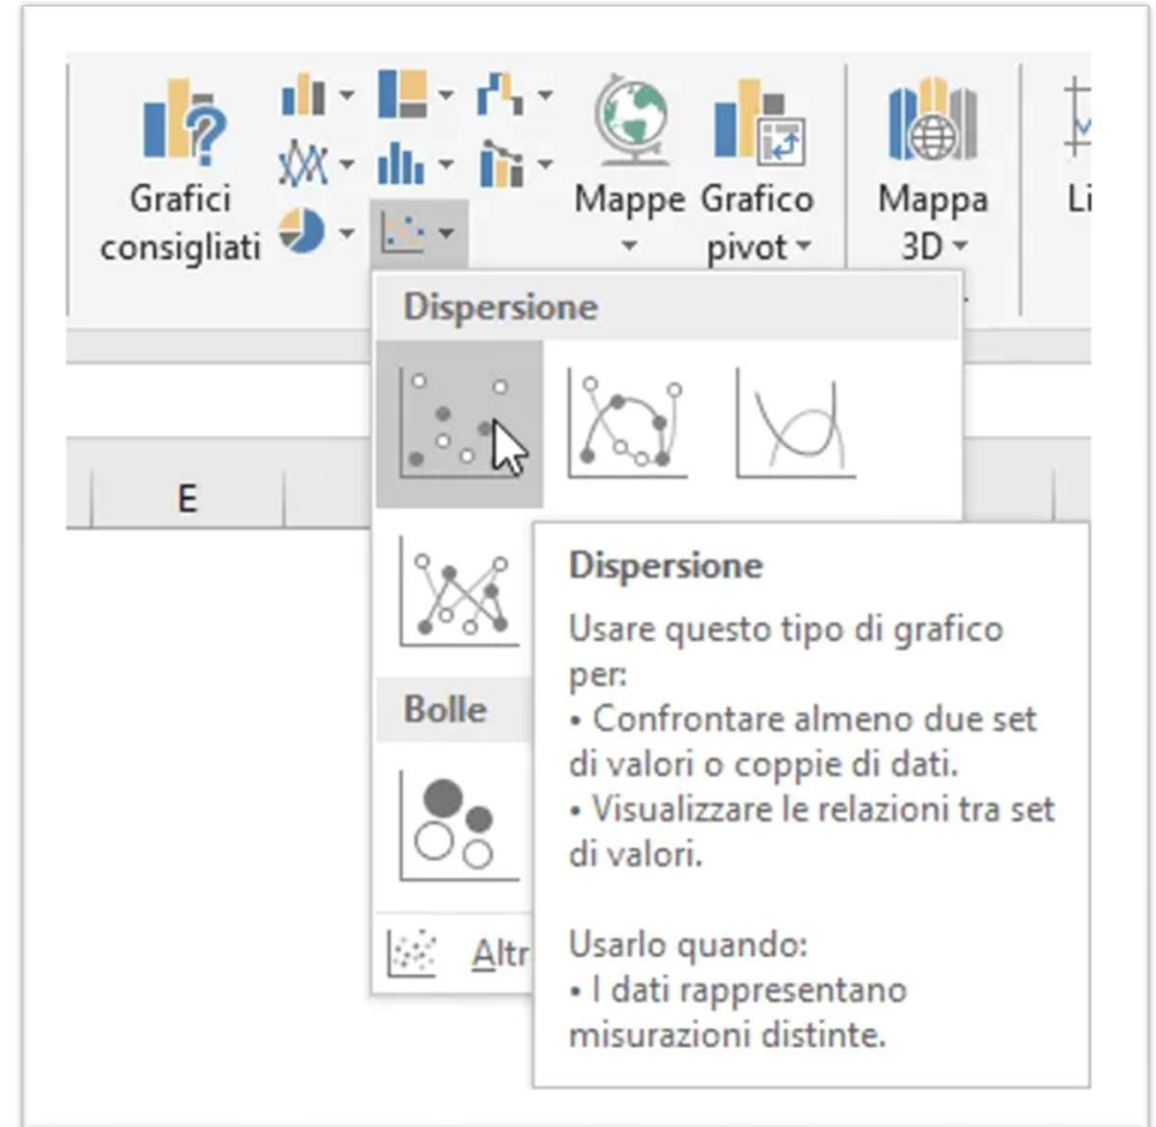 Grafici
consigliati
Mappe
Grafico
pivot
Mappa
3D
Li
Dispersione
E
Dispersione
Usare questo tipo di grafico
per:
• Confrontare almeno due set
di valori o coppie di dati.
• Visualizzare le relazioni tra set
di valori.
Usarlo quando:
• I dati rappresentano
misurazioni distinte.
Bolle
Altr